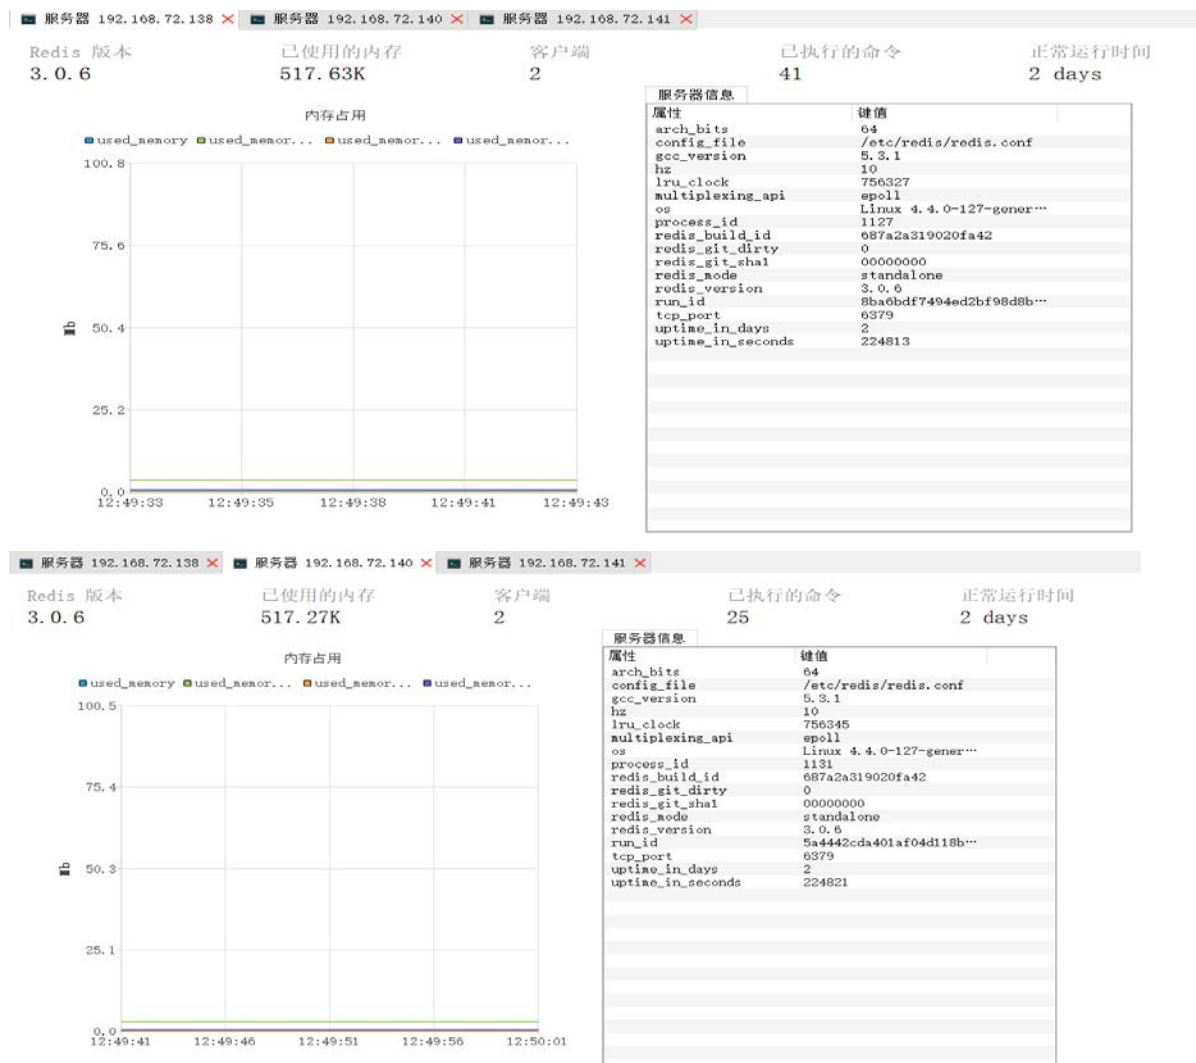 服务器 192.168.72.138 服务器 192.168.72.140 服务器 192.168.72.141
Redis 版本 已使用的内存 客户端 已执行的命令 正常运行时间
3.0.6 517.63K 2 41 2 days
服务器信息
内存占用
used_memory used_memor... used_memor... used_memor...
100.8
75.6
50.4
25.2
0.0
Mb
12:49:33 12:49:35 12:49:38 12:49:41 12:49:43
属性 键值
arch_bits 64
config_file /etc/redis/redis.conf
gcc_version 5.3.1
hz 10
lru_clock 756327
multiplexing_api epoll
os Linux 4.4.0-127-gener…
process_id 1127
redis_build_id 687a2a319020fa42
redis_git_dirty 0
redis_git_sha1 00000000
redis_mode standalone
redis_version 3.0.6
run_id 8ba6bdf7494ed2bf98d8b…
tcp_port 6379
uptime_in_days 2
uptime_in_seconds 224813
服务器 192.168.72.138 服务器 192.168.72.140 服务器 192.168.72.141
Redis 版本 已使用的内存 客户端 已执行的命令 正常运行时间
3.0.6 517.27K 2 25 2 days
服务器信息
内存占用
used_memory used_memor... used_memor... used_memor...
100.5
75.4
50.3
25.1
0.0
Mb
12:49:41 12:49:46 12:49:51 12:49:56 12:50:01
属性 键值
arch_bits 64
config_file /etc/redis/redis.conf
gcc_version 5.3.1
hz 10
lru_clock 756345
multiplexing_api epoll
os Linux 4.4.0-127-gener…
process_id 1131
redis_build_id 687a2a319020fa42
redis_git_dirty 0
redis_git_sha1 00000000
redis_mode standalone
redis_version 3.0.6
run_id 5a4442cda401af04d118b…
tcp_port 6379
uptime_in_days 2
uptime_in_seconds 224821